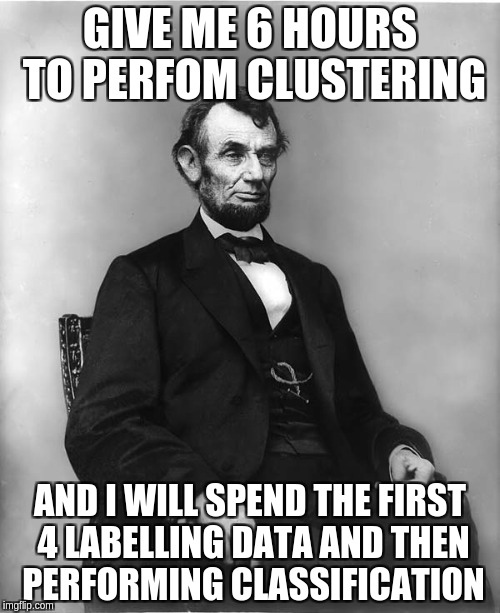 GIVE ME 6 HOURS
TO PERFOM CLUSTERING
AND I WILL SPEND THE FIRST
4 LABELLING DATA AND THEN
PERFORMING CLASSIFICATION
imgflip.com